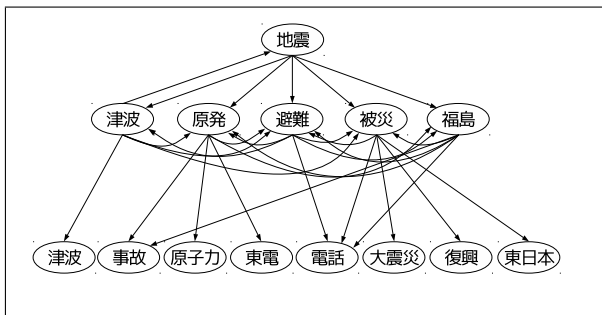 地震
津波 原発 避難 被災 福島
津波 事故 原子力 東電 電話 大震災 復興 東日本